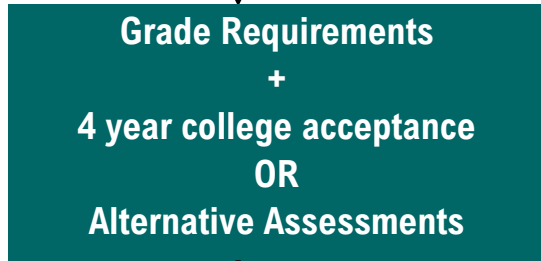 Grade Requirements
+
4 year college acceptance
OR
Alternative Assessments